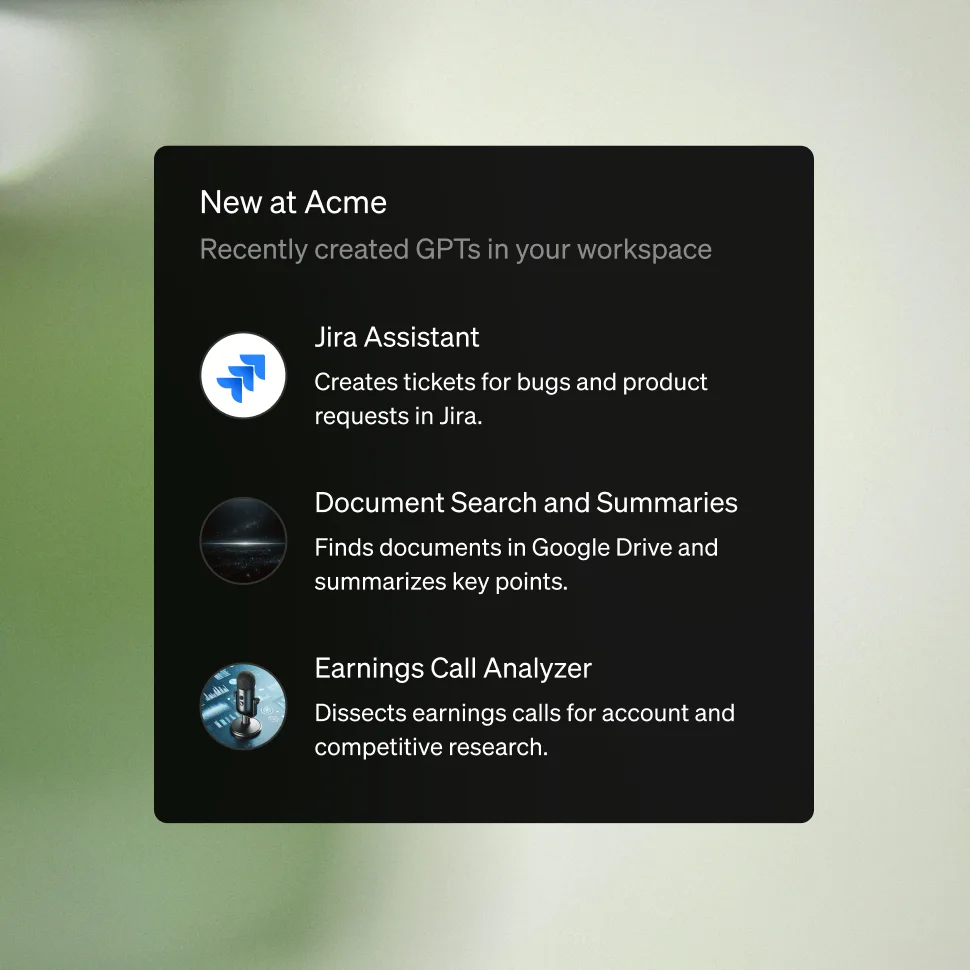 New at Acme
Recently created GPTs in your workspace
Jira Assistant
Creates tickets for bugs and product
requests in Jira.
Document Search and Summaries
Finds documents in Google Drive and
summarizes key points.
Earnings Call Analyzer
Dissects earnings calls for account and
competitive research.